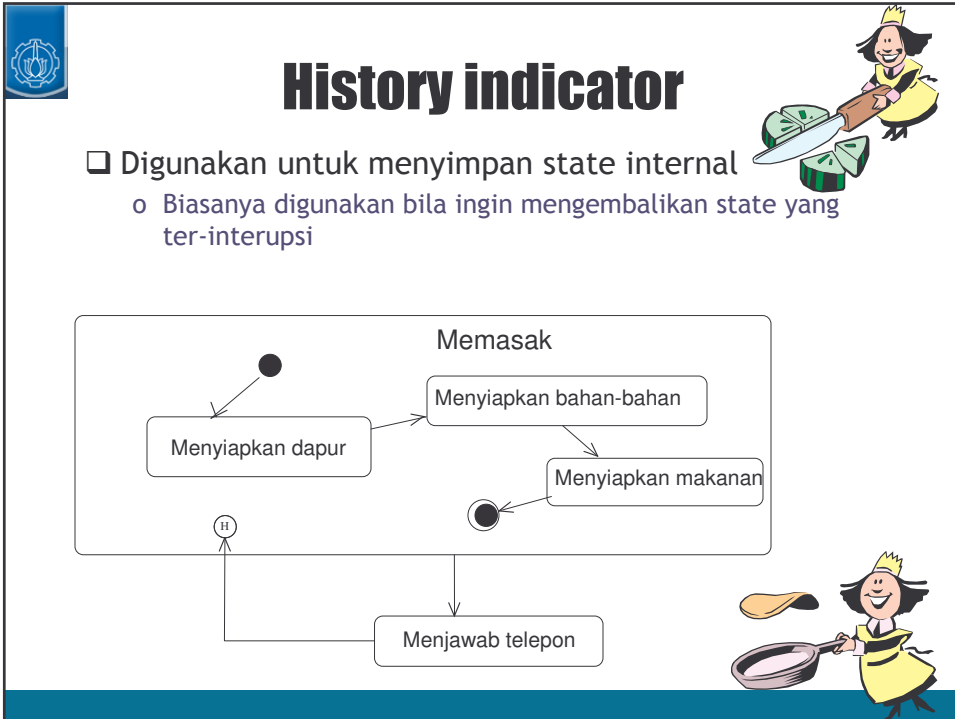 History indicator
Digunakan untuk menyimpan state internal
o Biasanya digunakan bila ingin mengembalikan state yang
ter-interupsi
Memasak
Menyiapkan bahan-bahan
Menyiapkan dapur
Menyiapkan makanan
H
Menjawab telepon